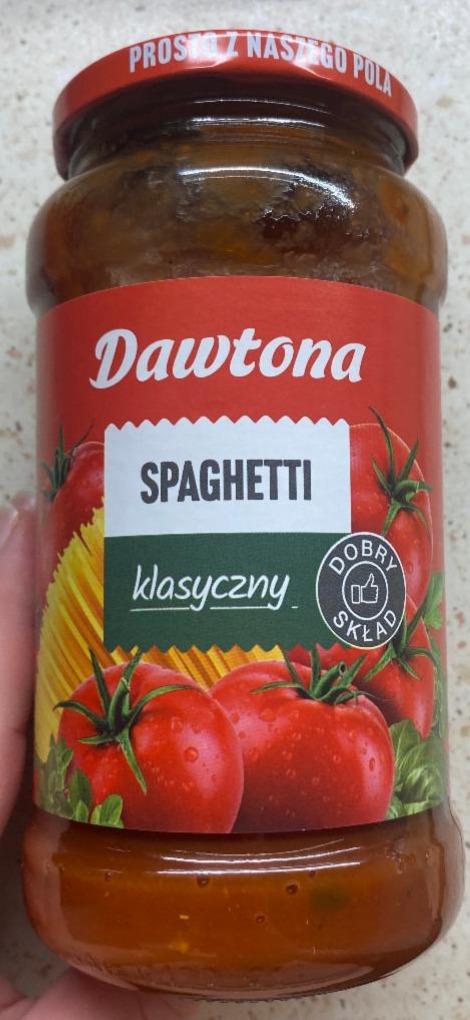 PROSTO Z NASZEGO POLA
Dawtona
SPAGHETTI
klasyczny
DOBRY
SKŁAD